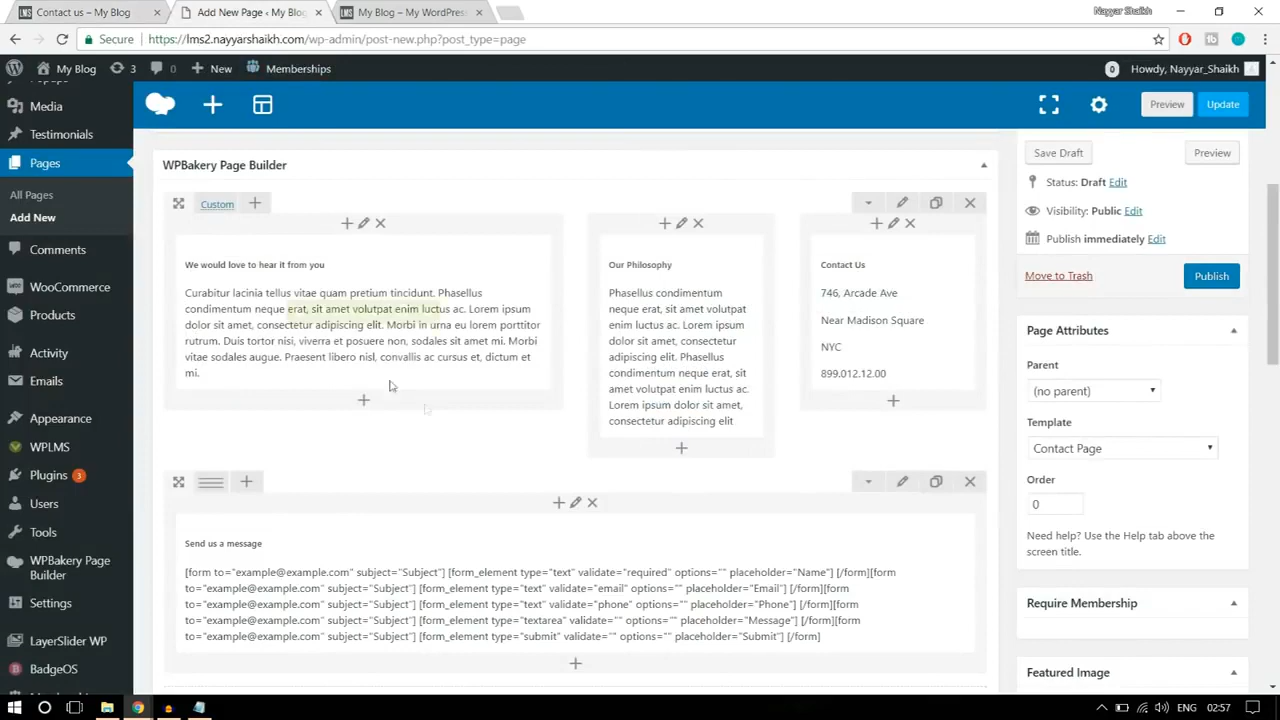 Contact us – My Blog
Add New Page ‹ My Blo
My Blog – My WordPress
Nayyar Shaikh
Secure
https://lms2.nayyarshaikh.com/wp-admin/post-new.php?post_type=page
My Blog
3
New
Memberships
0
Howdy, Nayyar_Shaikh
Media
Testimonials
Pages
All Pages
Add New
Comments
WooCommerce
Products
Activity
Emails
Appearance
WPLMS
Plugins 3
Users
Tools
WPBakery Page
Builder
Settings
LayerSlider WP
BadgeOS
Preview
Update
WPBakery Page Builder
Custom
We would love to hear it from you
Curabitur lacinia tellus vitae quam pretium tincidunt. Phasellus
condimentum neque erat, sit amet volutpat enim luctus ac. Lorem ipsum
dolor sit amet, consectetur adipiscing elit. Morbi in urna eu lorem porttitor
rutrum. Duis tortor nisi, viverra et posuere non, sodales sit amet mi. Morbi
vitae sodales augue. Praesent libero nisl, convallis ac cursus et, dictum et
mi.
Our Philosophy
Phasellus condimentum
neque erat, sit amet
volutpat enim luctus ac.
Lorem ipsum dolor sit
amet, consectetur
adipiscing elit. Phasellus
condimentum neque erat, sit
amet volutpat enim luctus ac.
Lorem ipsum dolor sit amet,
consectetur adipiscing elit
Contact Us
746, Arcade Ave
Near Madison Square
NYC
899.012.12.00
Send us a message
[form to="example@example.com" subject="Subject"] [form_element type="text" validate="required" options="" placeholder="Name"] [/form][form
to="example@example.com" subject="Subject"] [form_element type="text" validate="email" options="" placeholder="Email"] [/form][form
to="example@example.com" subject="Subject"] [form_element type="text" validate="phone" options="" placeholder="Phone"] [/form][form
to="example@example.com" subject="Subject"] [form_element type="textarea" validate="" options="" placeholder="Message"] [/form][form
to="example@example.com" subject="Subject"] [form_element type="submit" validate="" options="" placeholder="Submit"] [/form]
Save Draft
Preview
Status: Draft Edit
Visibility: Public Edit
Publish immediately Edit
Move to Trash
Publish
Page Attributes
Parent
(no parent)
Template
Contact Page
Order
0
Need help? Use the Help tab above the
screen title.
Require Membership
Featured Image
ENG
02:57